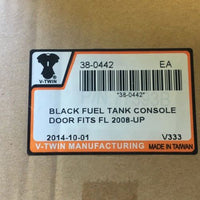 38-0442 EA
"38-0442"
V-TWIN
BLACK FUEL TANK CONSOLE
DOOR FITS FL 2008-UP
2014-10-01 V333
V-TWIN MANUFACTURING MADE IN TAIWAN